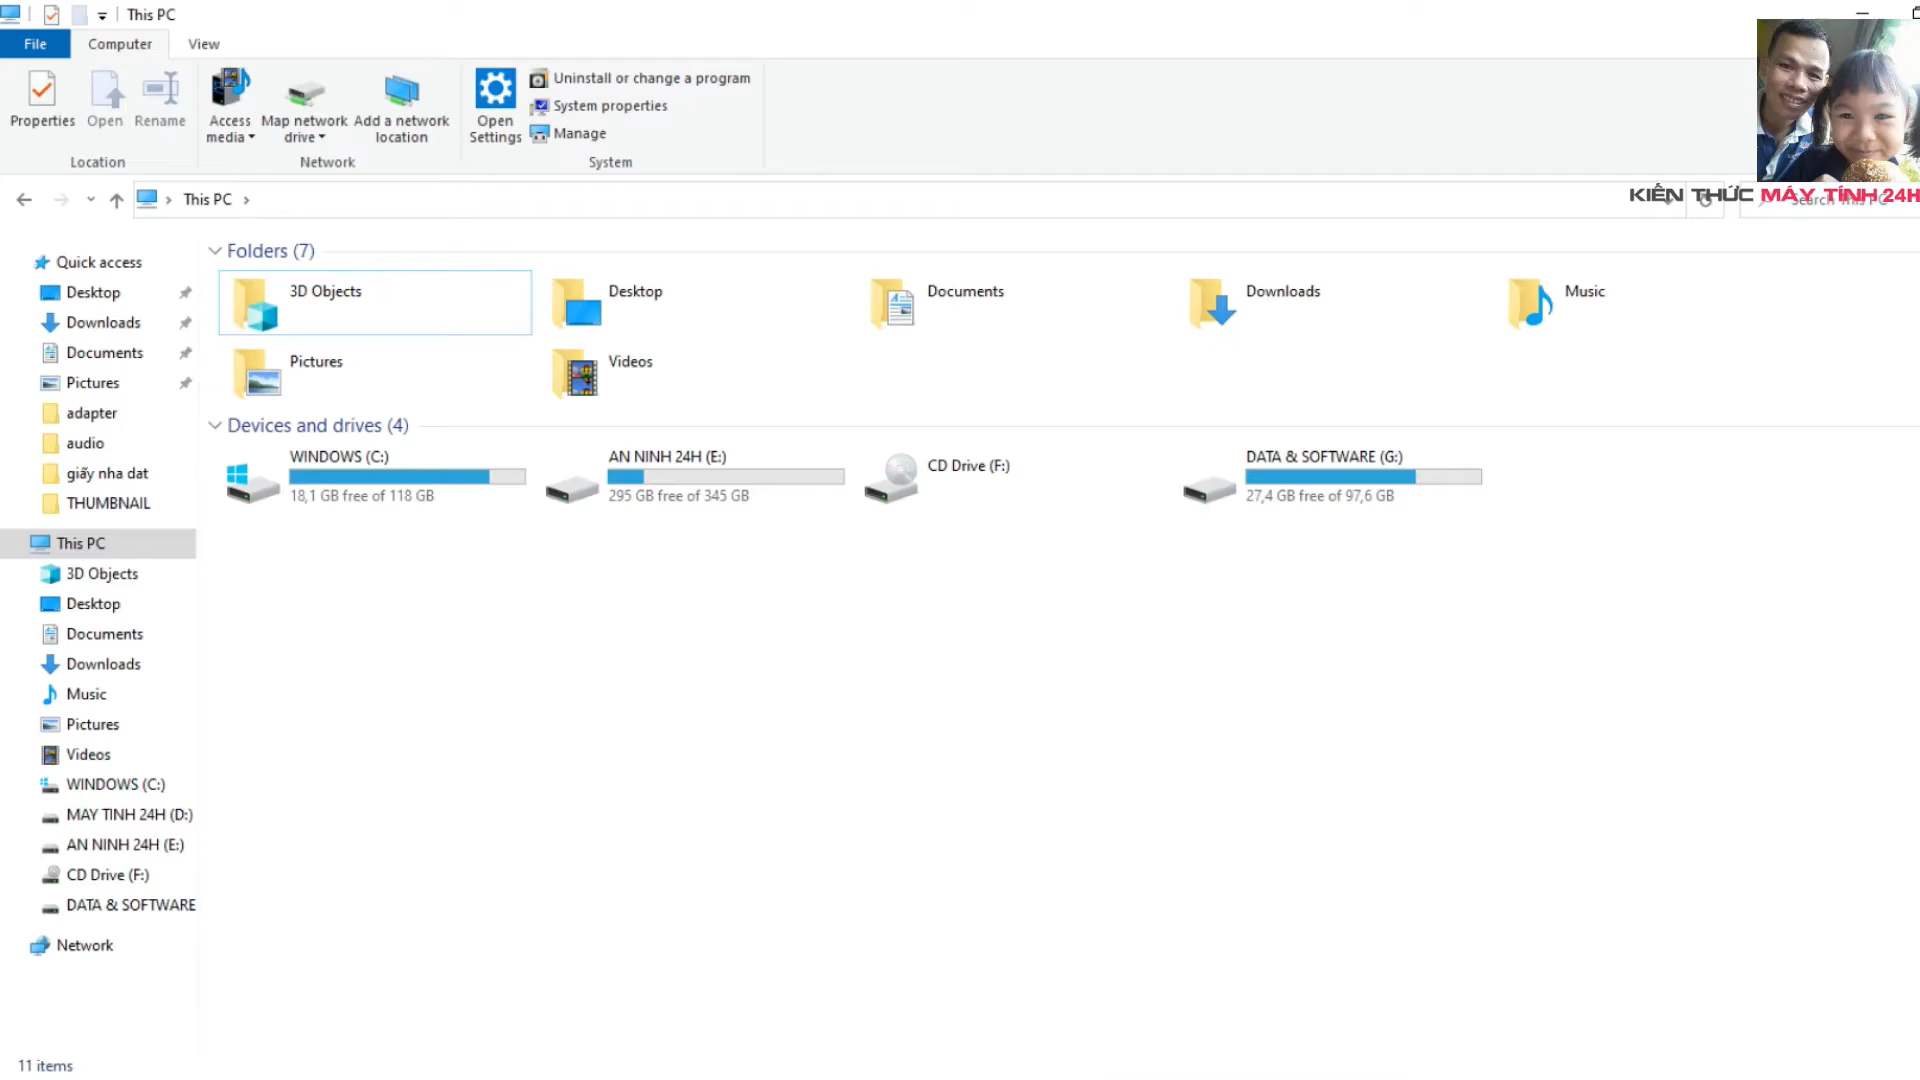 This PC
File
Computer
View
Properties
Open
Rename
Access media
Map network drive
Add a network location
Open Settings
Uninstall or change a program
System properties
Manage
Location
Network
System
This PC
KIẾN THỨC MÁY TÍNH 24H
Search This PC
Quick access
Desktop
Downloads
Documents
Pictures
adapter
audio
giấy nha dat
THUMBNAIL
This PC
3D Objects
Desktop
Documents
Downloads
Music
Pictures
Videos
WINDOWS (C:)
MAY TINH 24H (D:)
AN NINH 24H (E:)
CD Drive (F:)
DATA & SOFTWARE
Network
Folders (7)
3D Objects
Desktop
Documents
Downloads
Music
Pictures
Videos
Devices and drives (4)
WINDOWS (C:)
18,1 GB free of 118 GB
AN NINH 24H (E:)
295 GB free of 345 GB
CD Drive (F:)
DATA & SOFTWARE (G:)
27,4 GB free of 97,6 GB
11 items